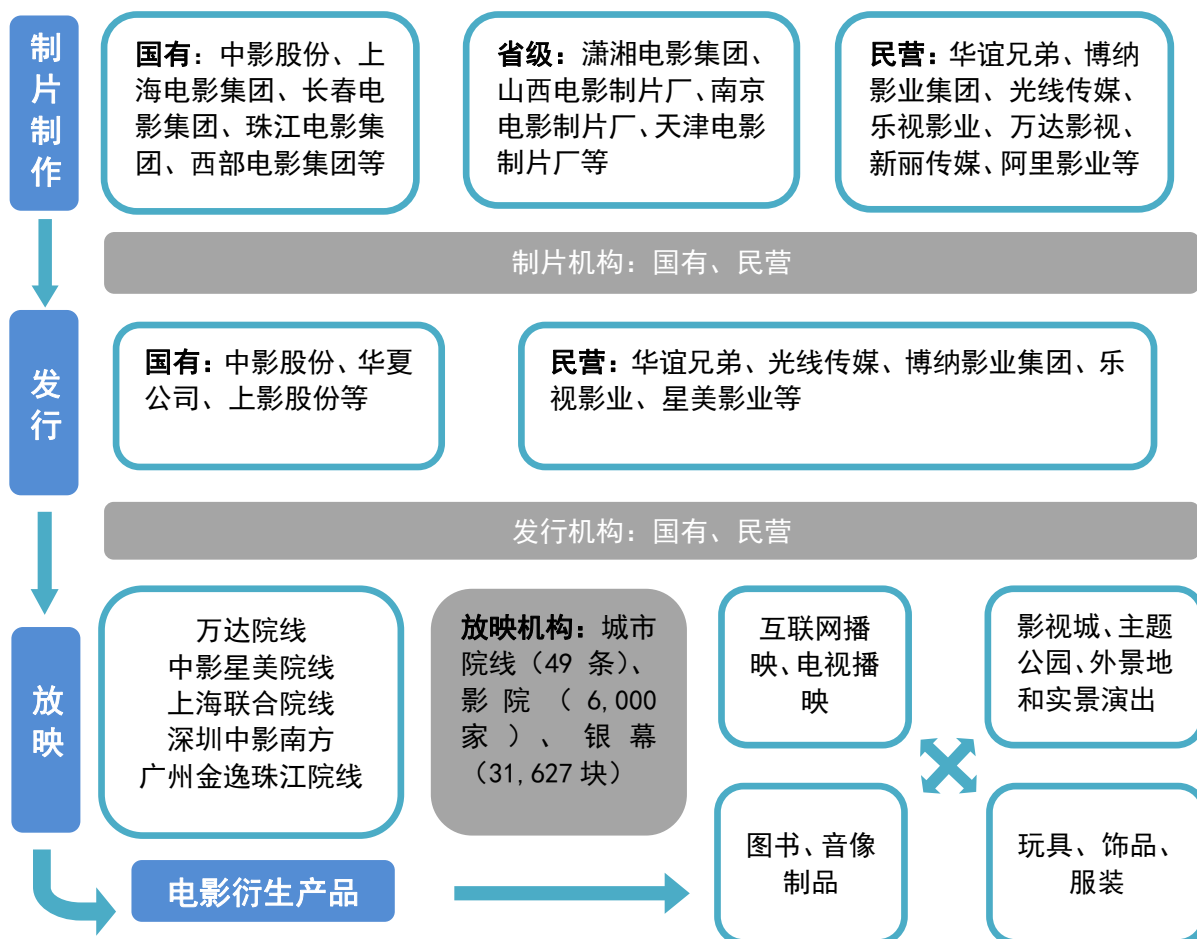 制片制作
国有：中影股份、上
海电影集团、长春电
影集团、珠江电影集
团、西部电影集团等
省级：潇湘电影集团、
山西电影制片厂、南京
电影制片厂、天津电影
制片厂等
民营：华谊兄弟、博纳
影业集团、光线传媒、
乐视影业、万达影视、
新丽传媒、阿里影业等
制片机构：国有、民营
发行
国有：中影股份、华夏
公司、上影股份等
民营：华谊兄弟、光线传媒、博纳影业集团、乐
视影业、星美影业等
发行机构：国有、民营
放映
万达院线
中影星美院线
上海联合院线
深圳中影南方
广州金逸珠江院线
放映机构：城市
院线（49 条）、
影院（6,000
家）、银幕
（31,627 块）
互联网播
映、电视播
映
影视城、主题
公园、外景地
和实景演出
图书、音像
制品
玩具、饰品、
服装
电影衍生产品